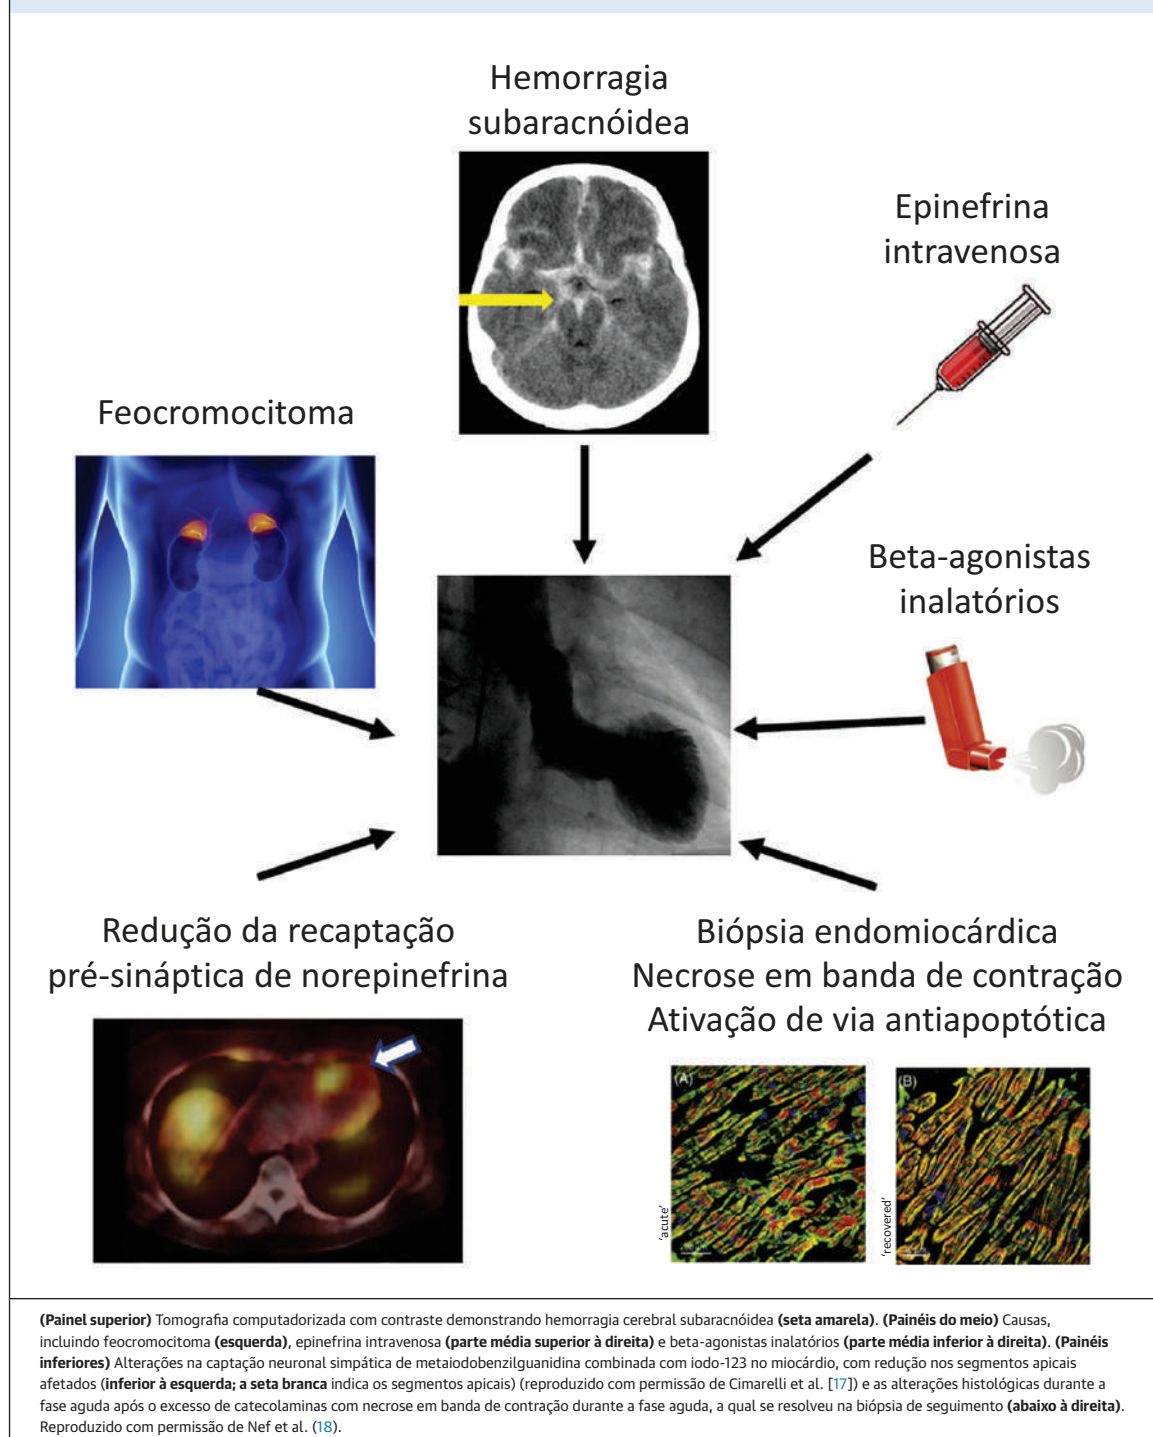 Hemorragia
subaracnóidea
Epinefrina
intravenosa
Feocromocitoma
Beta-agonistas
inalatórios
Redução da recaptação
pré-sináptica de norepinefrina
Biópsia endomiocárdica
Necrose em banda de contração
Ativação de via antiapoptótica
(A)
'acute'
(B)
'recovered'
(Painel superior) Tomografia computadorizada com contraste demonstrando hemorragia cerebral subaracnóidea (seta amarela). (Painéis do meio) Causas,
incluindo feocromocitoma (esquerda), epinefrina intravenosa (parte média superior à direita) e beta-agonistas inalatórios (parte média inferior à direita). (Painéis
inferiores) Alterações na captação neuronal simpática de metaiodobenzilguanidina combinada com iodo-123 no miocárdio, com redução nos segmentos apicais
afetados (inferior à esquerda; a seta branca indica os segmentos apicais) (reproduzido com permissão de Cimarelli et al. [17]) e as alterações histológicas durante a
fase aguda após o excesso de catecolaminas com necrose em banda de contração durante a fase aguda, a qual se resolveu na biópsia de seguimento (abaixo à direita).
Reproduzido com permissão de Nef et al. (18).